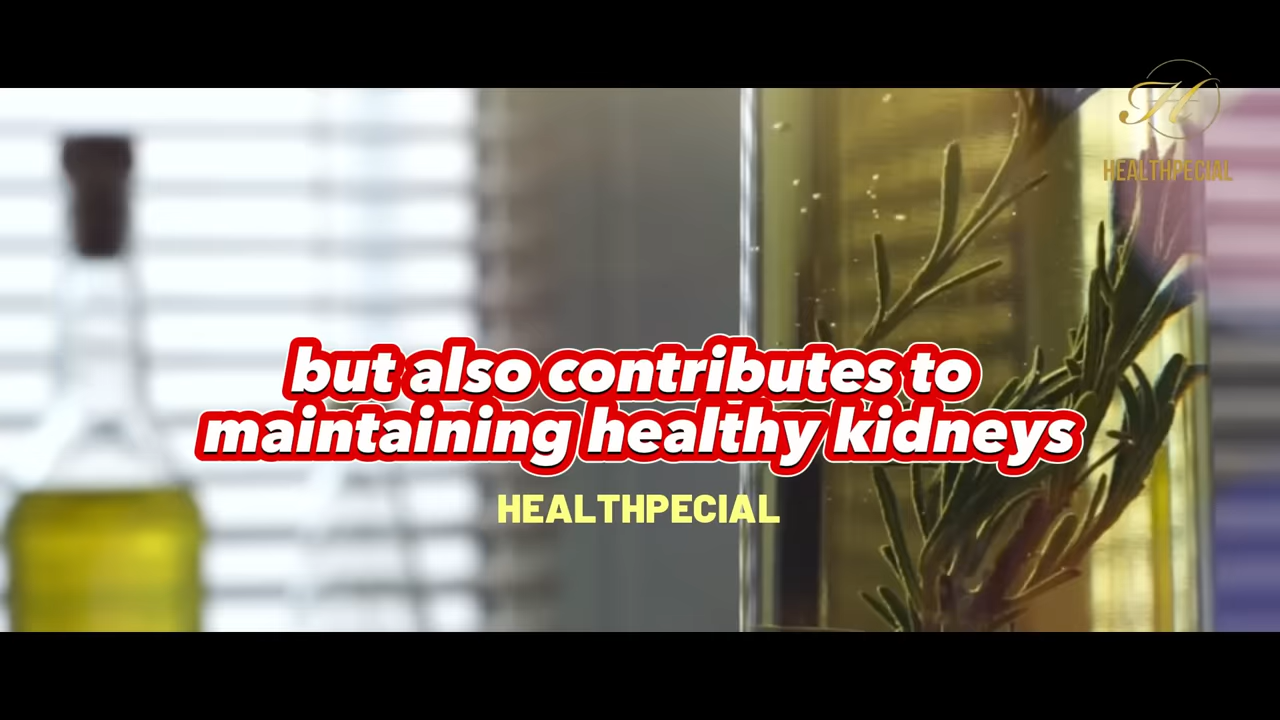 H
HEALTHPECIAL
but also contributes to
maintaining healthy kidneys
HEALTHPECIAL